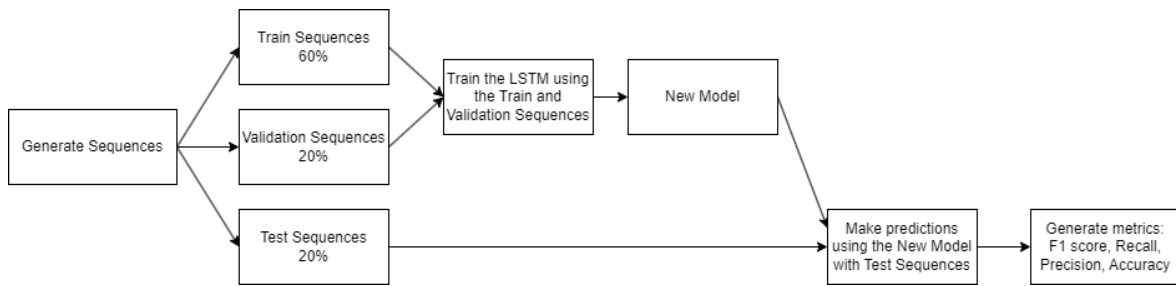 Generate Sequences
Train Sequences
60%
Validation Sequences
20%
Test Sequences
20%
Train the LSTM using
the Train and
Validation Sequences
New Model
Make predictions
using the New Model
with Test Sequences
Generate metrics:
F1 score, Recall,
Precision, Accuracy